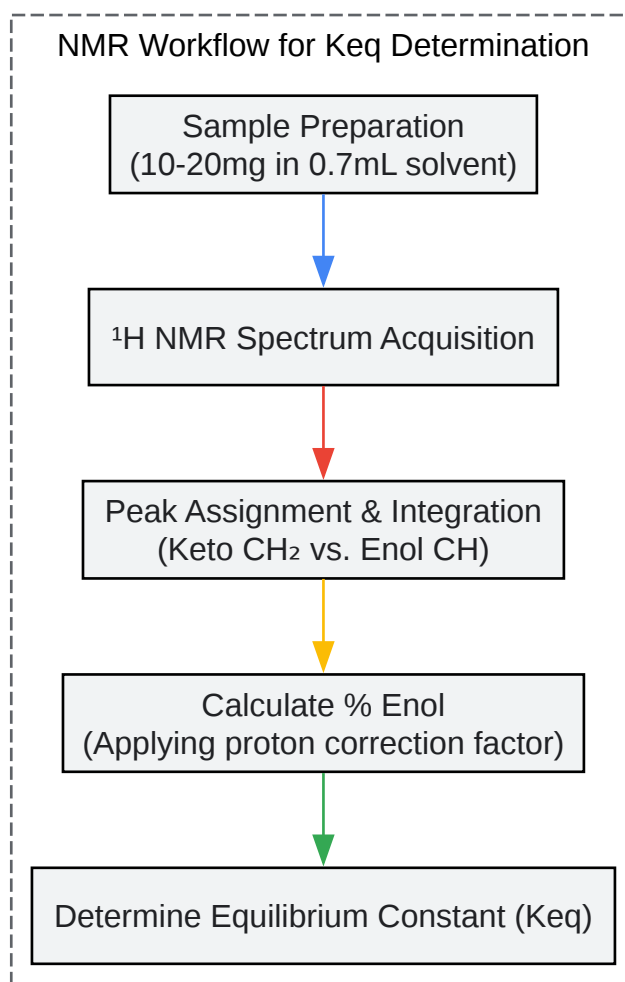 NMR Workflow for Keq Determination
Sample Preparation
(10-20mg in 0.7mL solvent)
¹H NMR Spectrum Acquisition
Peak Assignment & Integration
(Keto CH₂ vs. Enol CH)
Calculate % Enol
(Applying proton correction factor)
Determine Equilibrium Constant (Keq)